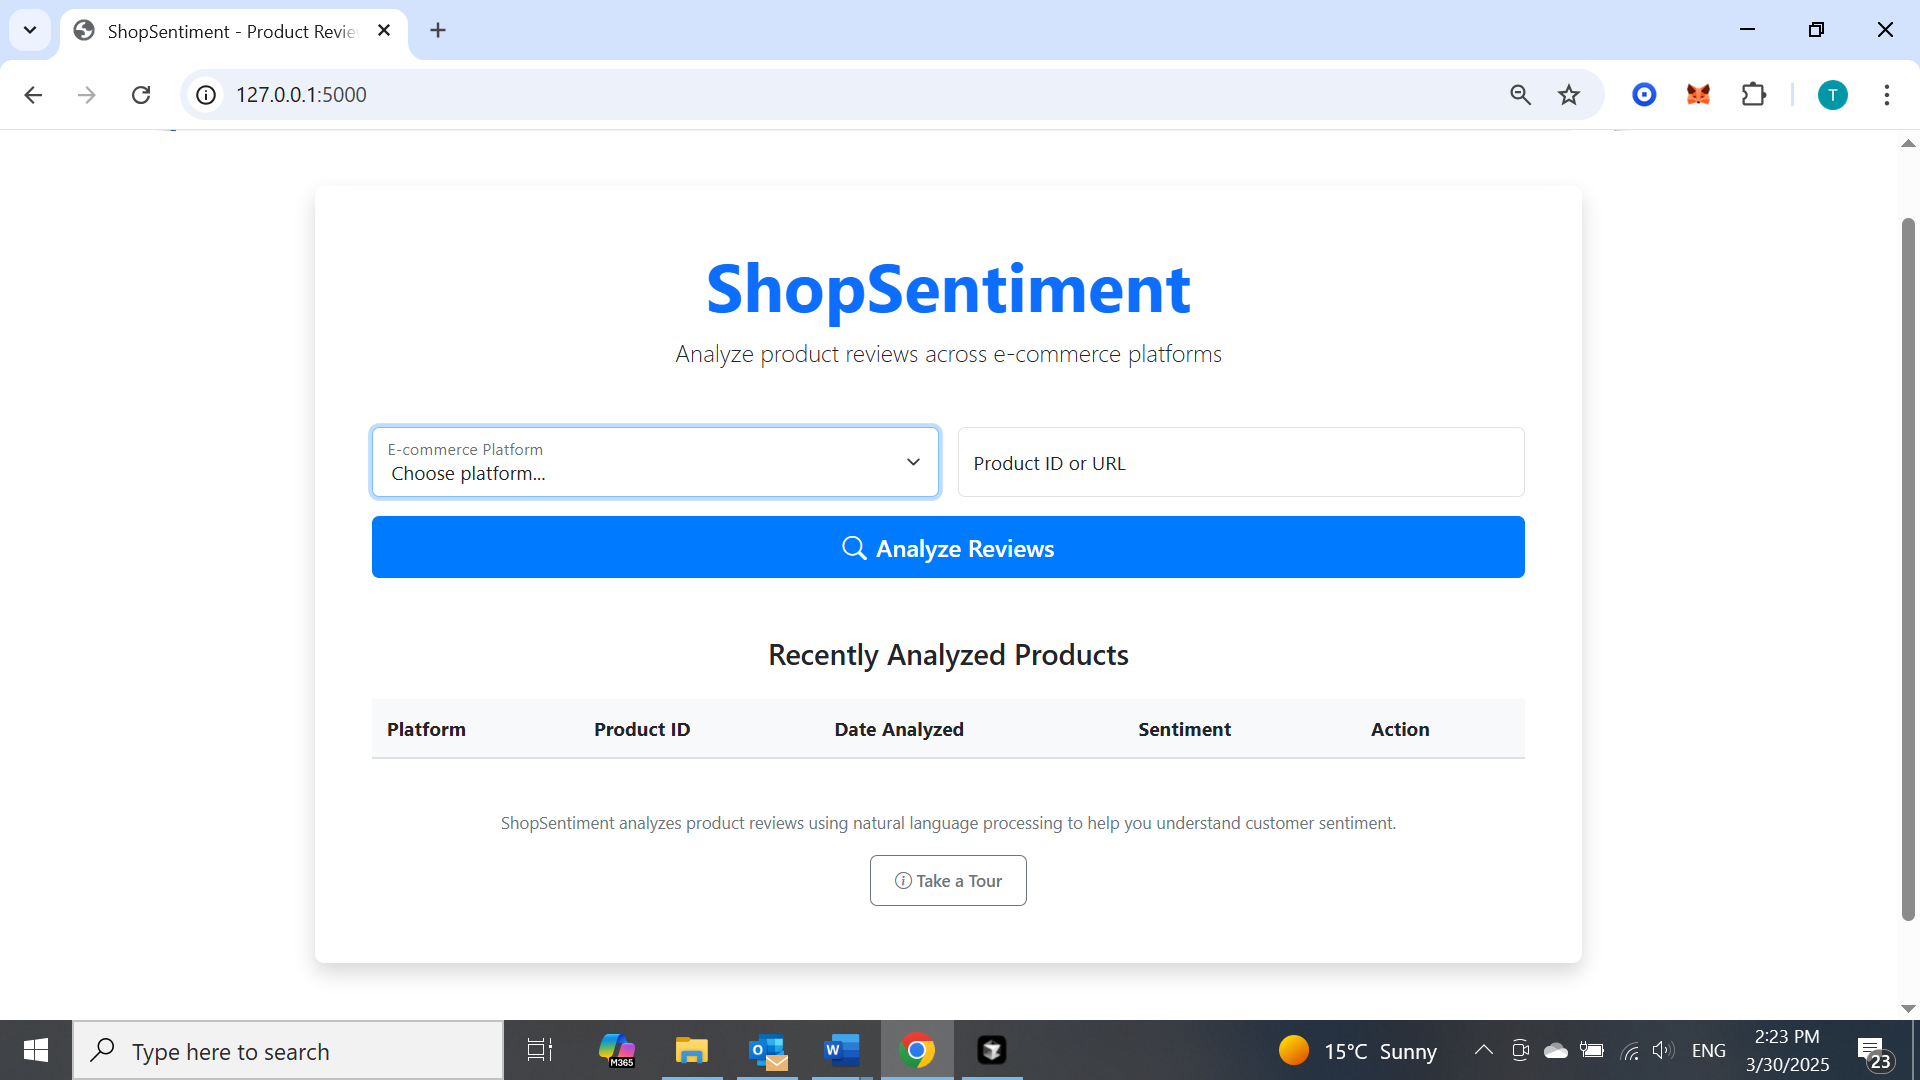 ShopSentiment - Product Revie
127.0.0.1:5000
T
ShopSentiment
Analyze product reviews across e-commerce platforms
E-commerce Platform
Choose platform...
Product ID or URL
Analyze Reviews
Recently Analyzed Products
Platform Product ID Date Analyzed Sentiment Action
ShopSentiment analyzes product reviews using natural language processing to help you understand customer sentiment.
Take a Tour
Type here to search
M365
15°C Sunny
ENG
2:23 PM
3/30/2025
23